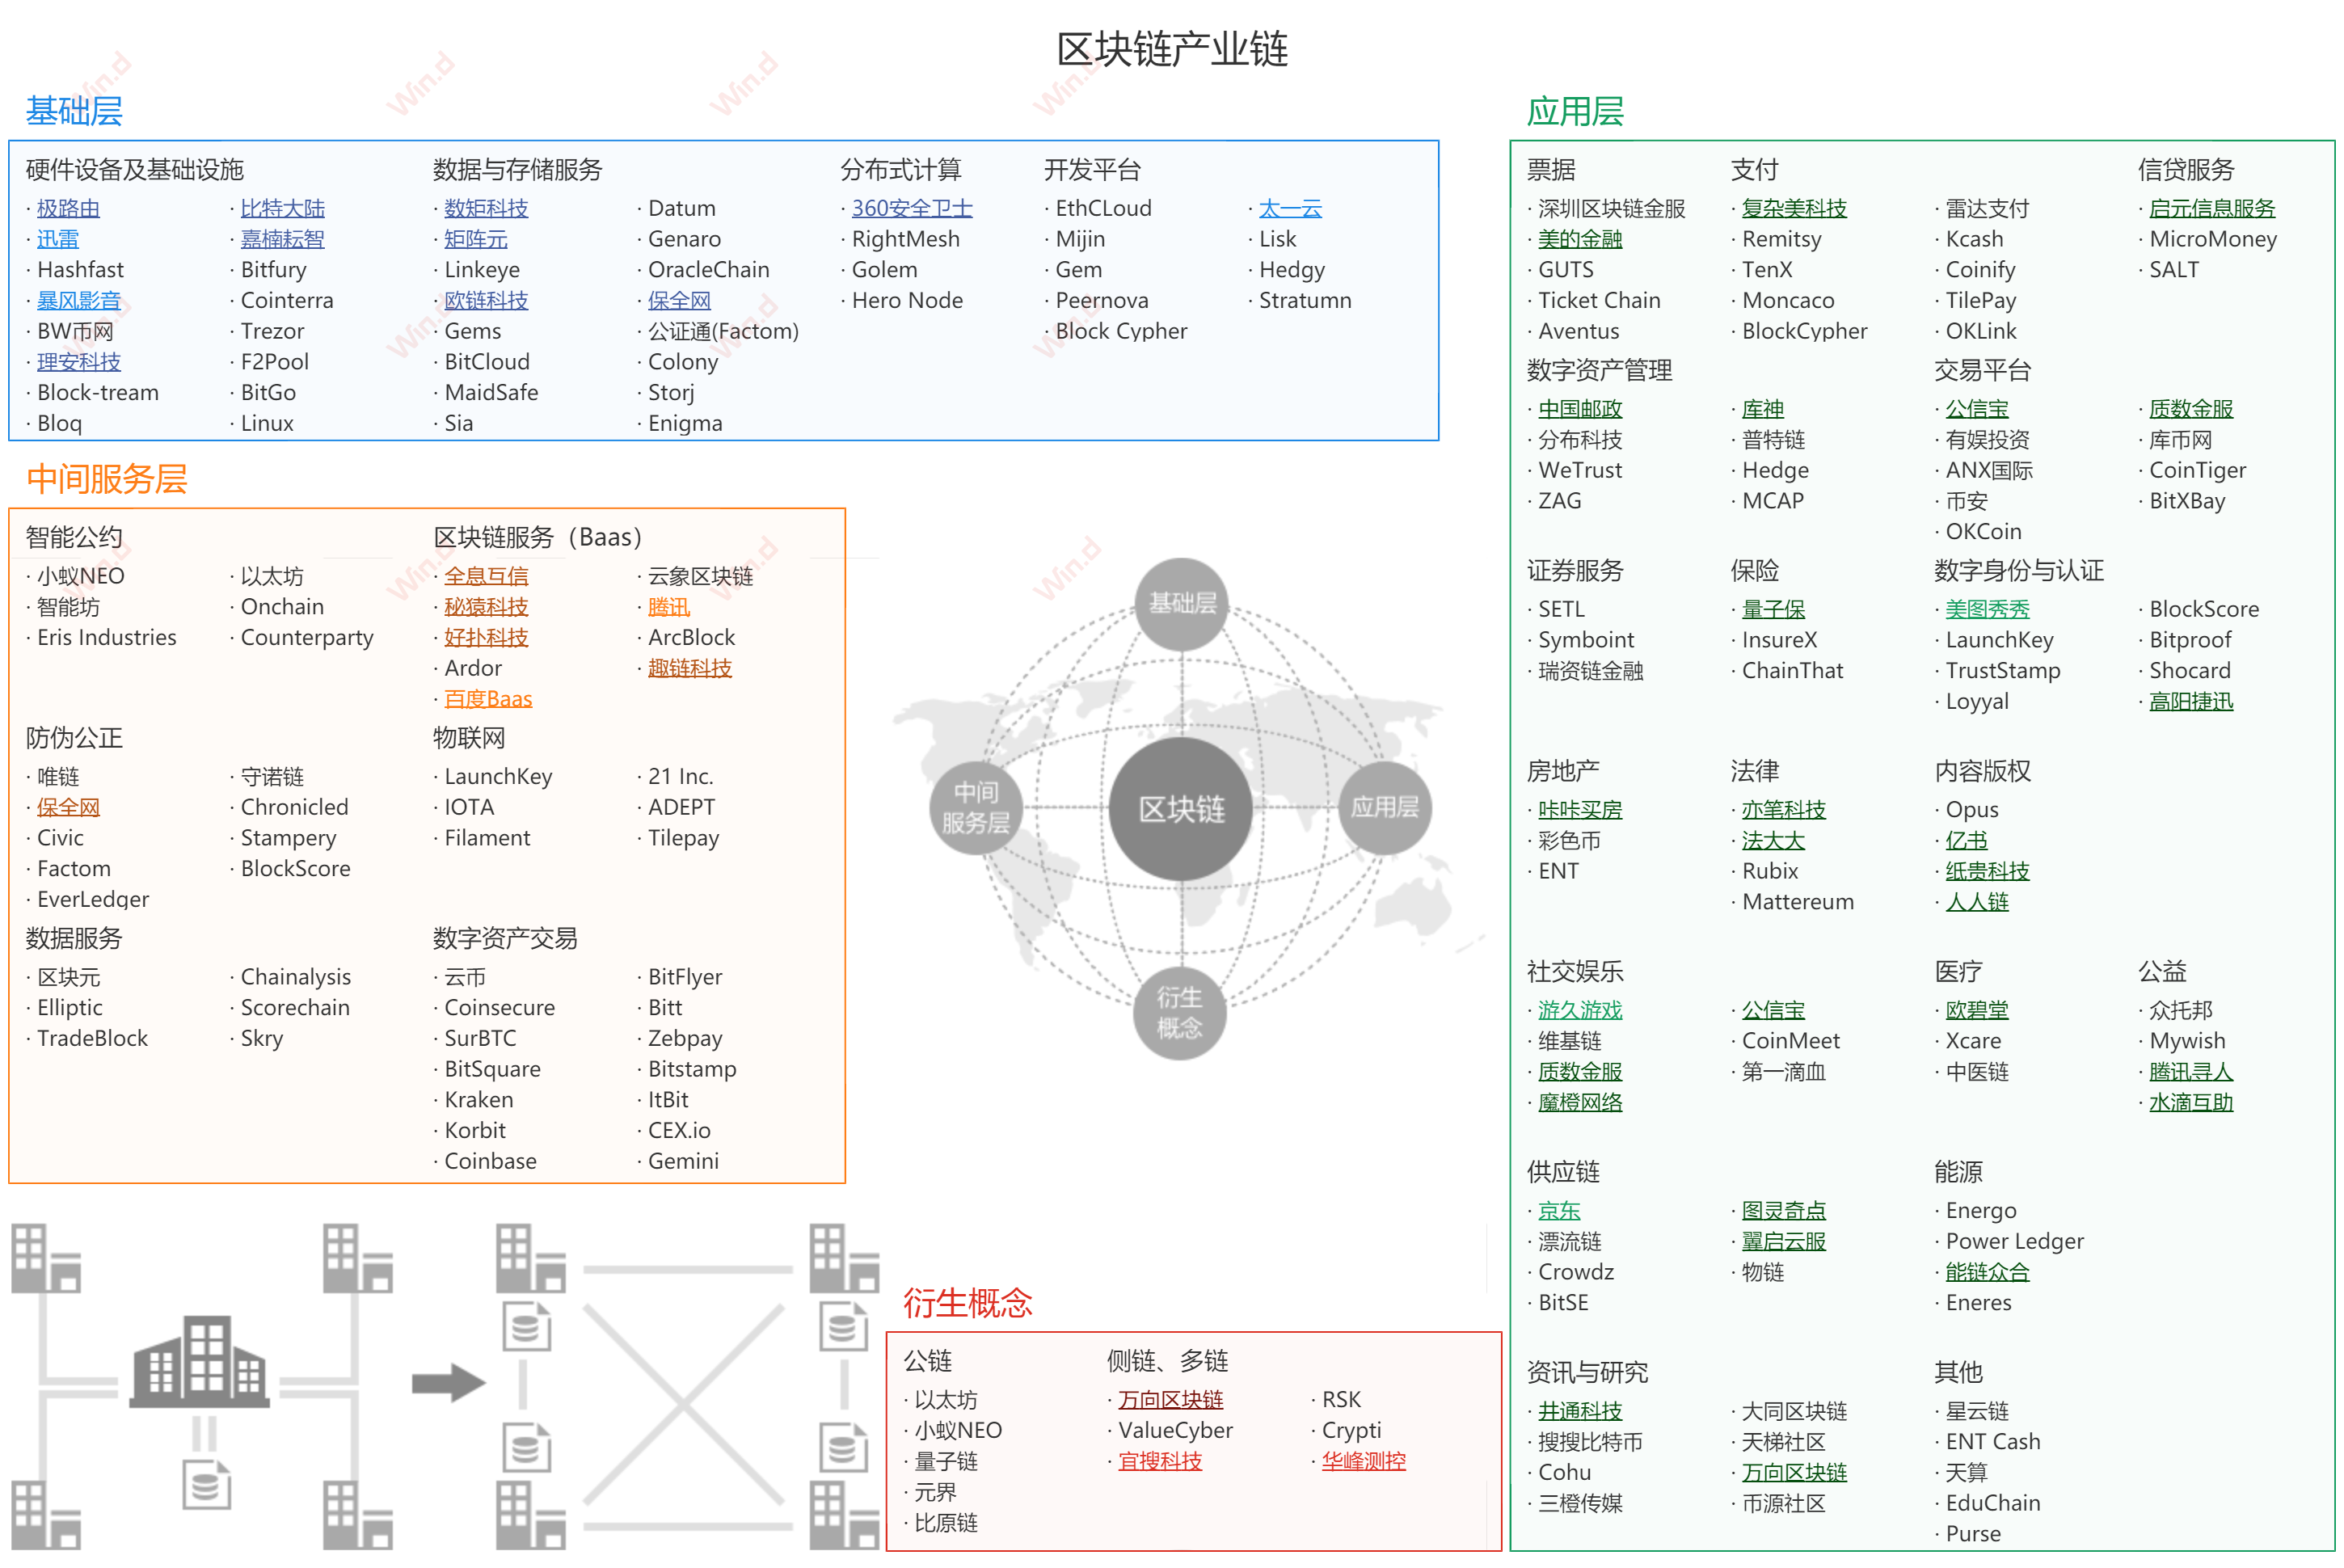 区块链产业链
基础层
硬件设备及基础设施
· 极路由
· 迅雷
· Hashfast
· 暴风影音
· BW币网
· 理安科技
· Block-tream
· Bloq
· 比特大陆
· 嘉楠耘智
· Bitfury
· Cointerra
· Trezor
· F2Pool
· BitGo
· Linux
数据与存储服务
· 数矩科技
· 矩阵元
· Linkeye
· 欧链科技
· Gems
· BitCloud
· MaidSafe
· Sia
· Datum
· Genaro
· OracleChain
· 保全网
· 公证通(Factom)
· Colony
· Storj
· Enigma
分布式计算
· 360安全卫士
· RightMesh
· Golem
· Hero Node
开发平台
· EthCLoud
· Mijin
· Gem
· Peernova
· Block Cypher
· 太一云
· Lisk
· Hedgy
· Stratumn
中间服务层
智能公约
· 小蚁NEO
· 智能坊
· Eris Industries
· 以太坊
· Onchain
· Counterparty
区块链服务（Baas）
· 全息互信
· 秘猿科技
· 好扑科技
· Ardor
· 百度Baas
· 云象区块链
· 腾讯
· ArcBlock
· 趣链科技
防伪公正
· 唯链
· 保全网
· Civic
· Factom
· EverLedger
· 守诺链
· Chronicled
· Stampery
· BlockScore
物联网
· LaunchKey
· IOTA
· Filament
· 21 Inc.
· ADEPT
· Tilepay
数据服务
· 区块元
· Elliptic
· TradeBlock
· Chainalysis
· Scorechain
· Skry
数字资产交易
· 云币
· Coinsecure
· SurBTC
· BitSquare
· Kraken
· Korbit
· Coinbase
· BitFlyer
· Bitt
· Zebpay
· Bitstamp
· ItBit
· CEX.io
· Gemini
基础层
中间
服务层
区块链
应用层
衍生
概念
衍生概念
公链
· 以太坊
· 小蚁NEO
· 量子链
· 元界
· 比原链
侧链、多链
· 万向区块链
· ValueCyber
· 宜搜科技
· RSK
· Crypti
· 华峰测控
应用层
票据
· 深圳区块链金服
· 美的金融
· GUTS
· Ticket Chain
· Aventus
支付
· 复杂美科技
· Remitsy
· TenX
· Moncaco
· BlockCypher
· 雷达支付
· Kcash
· Coinify
· TilePay
· OKLink
信贷服务
· 启元信息服务
· MicroMoney
· SALT
数字资产管理
· 中国邮政
· 分布科技
· WeTrust
· ZAG
· 库神
· 普特链
· Hedge
· MCAP
交易平台
· 公信宝
· 有娱投资
· ANX国际
· 币安
· OKCoin
· 质数金服
· 库币网
· CoinTiger
· BitXBay
证券服务
· SETL
· Symboint
· 瑞资链金融
保险
· 量子保
· InsureX
· ChainThat
数字身份与认证
· 美图秀秀
· LaunchKey
· TrustStamp
· Loyyal
· BlockScore
· Bitproof
· Shocard
· 高阳捷迅
房地产
· 咔咔买房
· 彩色币
· ENT
法律
· 亦笔科技
· 法大大
· Rubix
· Mattereum
内容版权
· Opus
· 亿书
· 纸贵科技
· 人人链
社交娱乐
· 游久游戏
· 维基链
· 质数金服
· 魔橙网络
· 公信宝
· CoinMeet
· 第一滴血
医疗
· 欧碧堂
· Xcare
· 中医链
公益
· 众托邦
· Mywish
· 腾讯寻人
· 水滴互助
供应链
· 京东
· 漂流链
· Crowdz
· BitSE
· 图灵奇点
· 翼启云服
· 物链
能源
· Energo
· Power Ledger
· 能链众合
· Eneres
资讯与研究
· 井通科技
· 搜搜比特币
· Cohu
· 三橙传媒
· 大同区块链
· 天梯社区
· 万向区块链
· 币源社区
其他
· 星云链
· ENT Cash
· 天算
· EduChain
· Purse
Win.d
Win.d
Win.d
Win.d
Win.d
Win.d
Win.d
Win.d
Win.d
Win.d
Win.d
Win.d